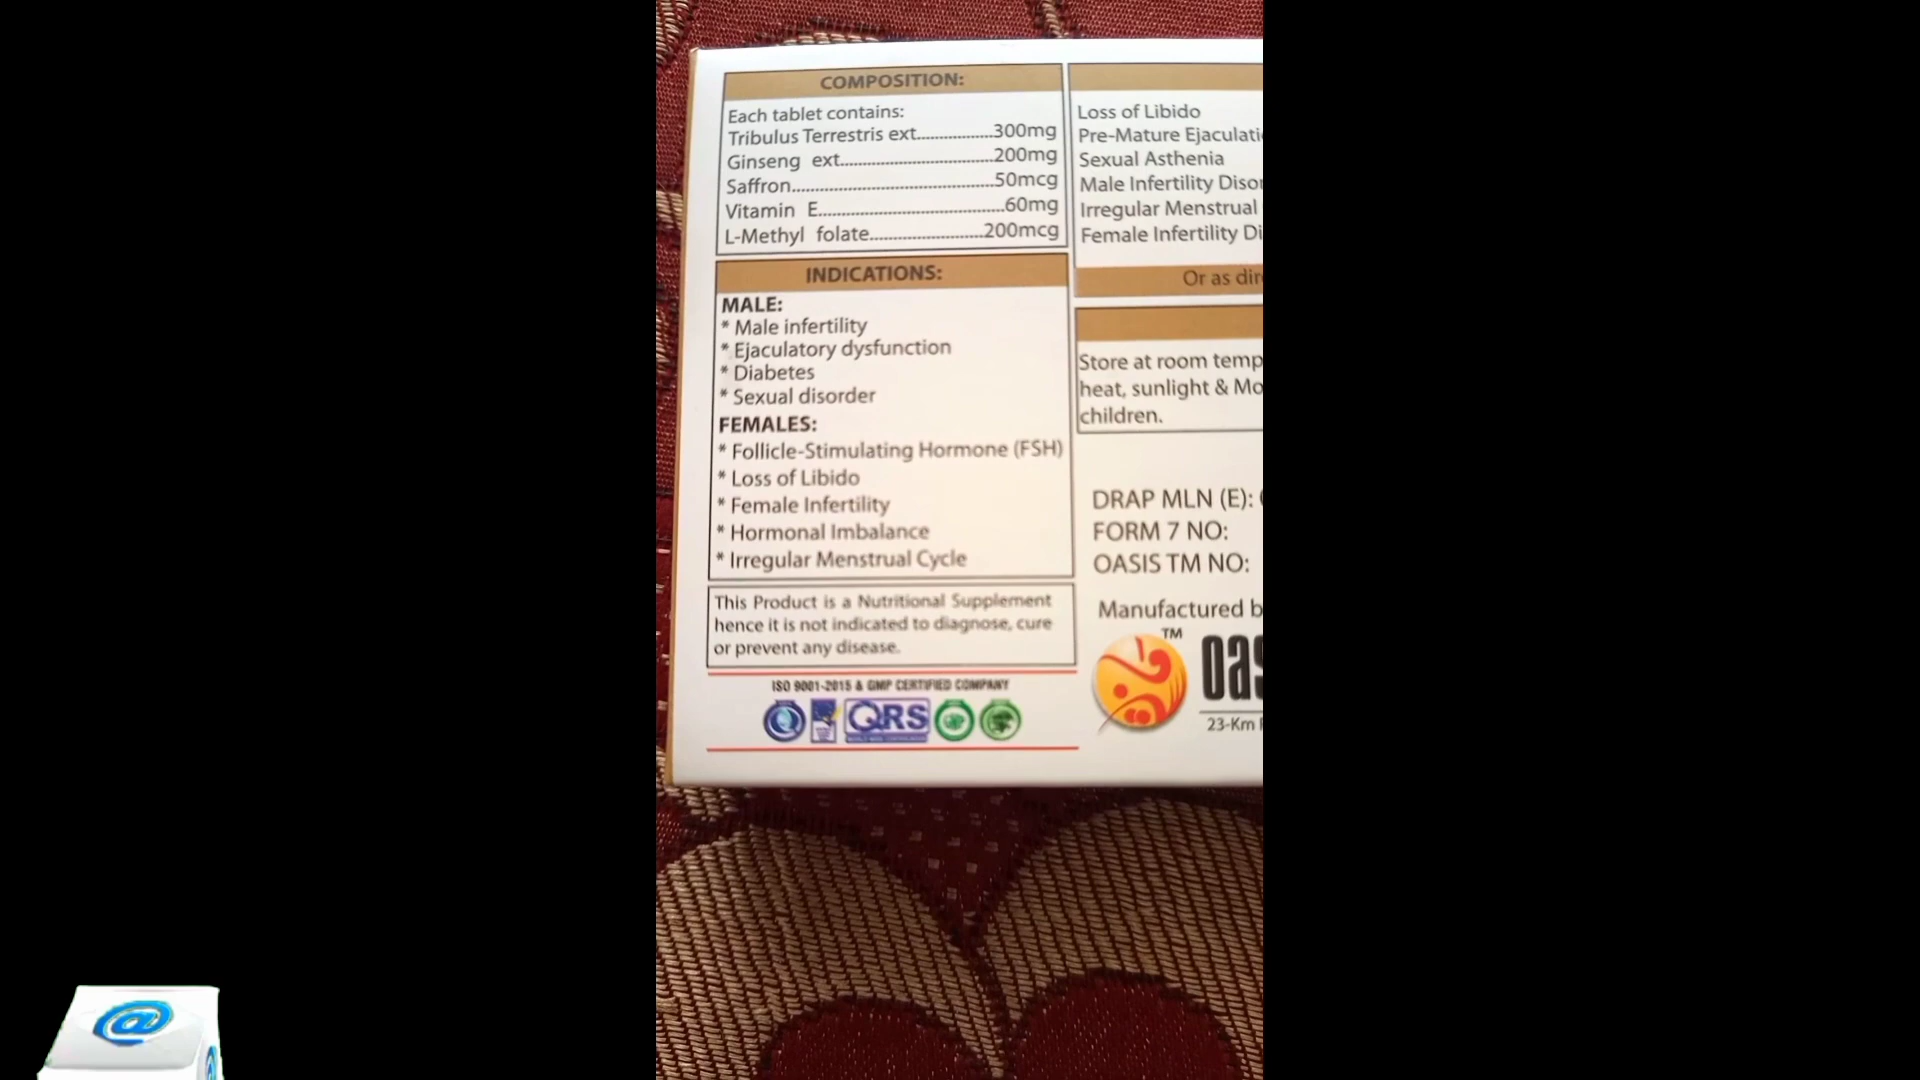 COMPOSITION:
Each tablet contains:
Tribulus Terrestris ext.................300mg
Ginseng ext..................................200mg
Saffron.............................................50mcg
Vitamin E.........................................60mg
L-Methyl folate.........................200mcg
INDICATIONS:
MALE:
* Male infertility
* Ejaculatory dysfunction
* Diabetes
* Sexual disorder
FEMALES:
* Follicle-Stimulating Hormone (FSH)
* Loss of Libido
* Female Infertility
* Hormonal Imbalance
* Irregular Menstrual Cycle
This Product is a Nutritional Supplement
hence it is not indicated to diagnose, cure
or prevent any disease.
ISO 9001-2015 & GMP CERTIFIED COMPANY
QRS
Loss of Libido
Pre-Mature Ejaculati
Sexual Asthenia
Male Infertility Diso
Irregular Menstrual
Female Infertility Di
Or as dir
Store at room temp
heat, sunlight & Mo
children.
DRAP MLN (E):
FORM 7 NO:
OASIS TM NO:
Manufactured b
TM
oas
23-Km
@